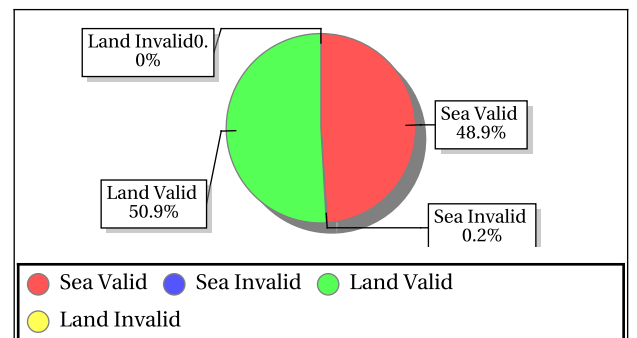 Land Invalid0.
0%
Sea Valid
48.9%
Land Valid
50.9%
Sea Invalid
0.2%
Sea Valid Sea Invalid Land Valid
Land Invalid